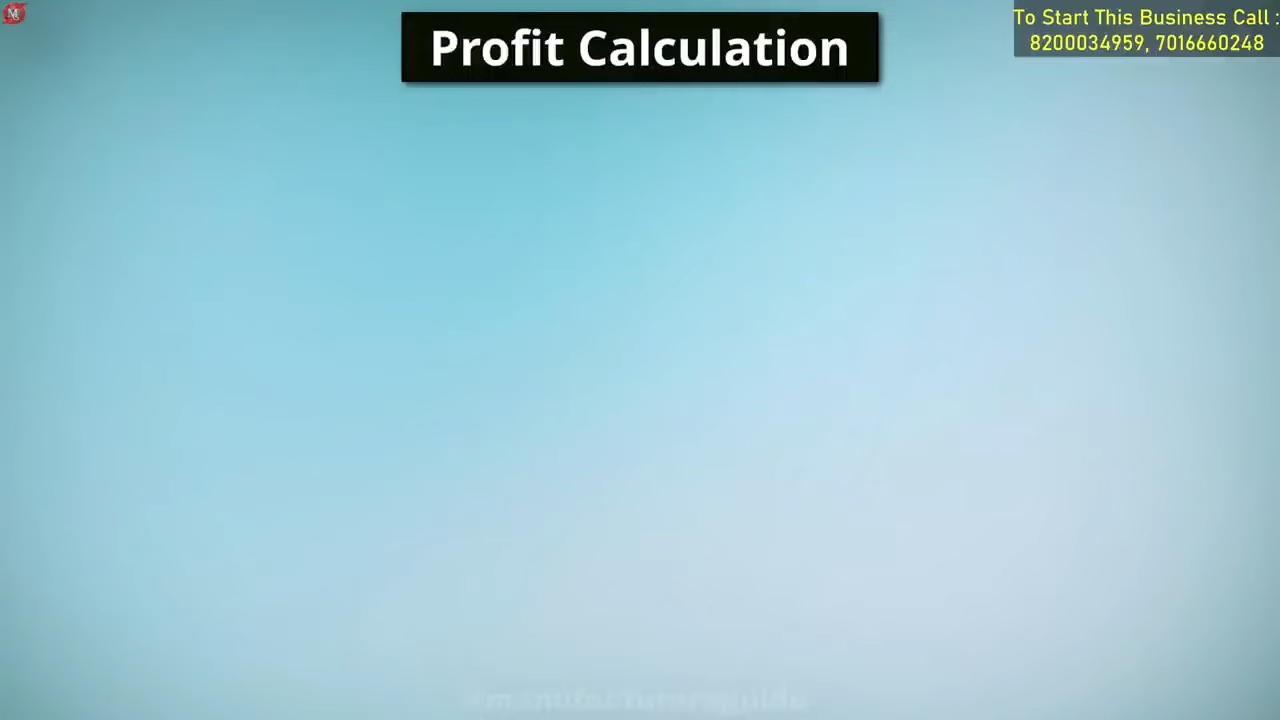 Profit Calculation
To Start This Business Call :
8200034959, 7016660248